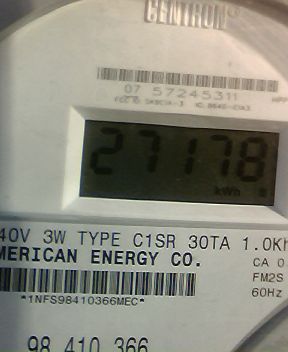 CENTRON®
07 57245311
27178
kWh
40V 3W TYPE C1SR 30TA 1.0Kh
MERICAN ENERGY CO.
CA 0
FM2S
*1NFS98410366MEC*
60Hz
98 410 366